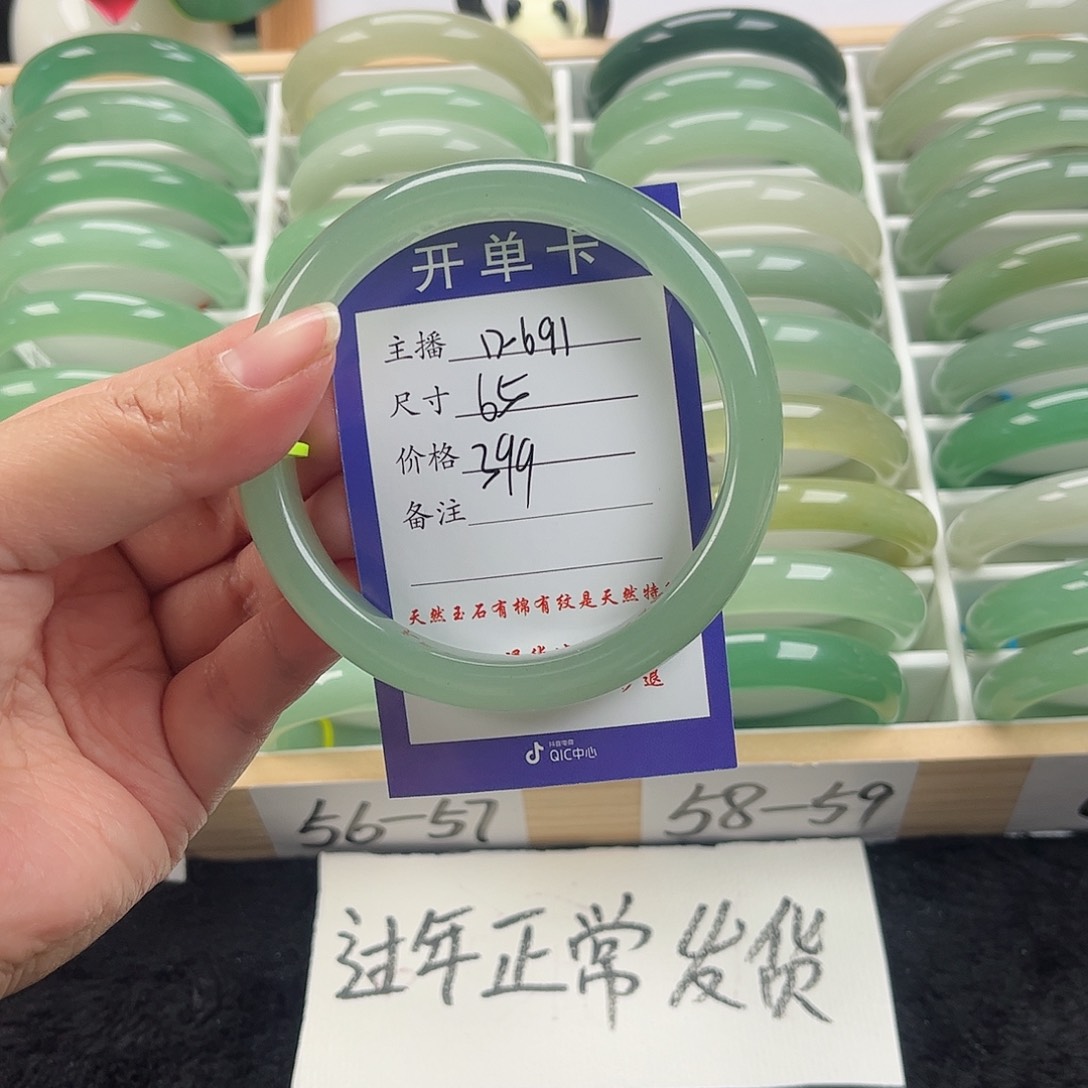 开单卡
主播 12-691
尺寸 65
价格 399
备注
天然玉石有棉有纹是天然特
退
抖音电商
QIC中心
56-57
58-59
过年正常发货